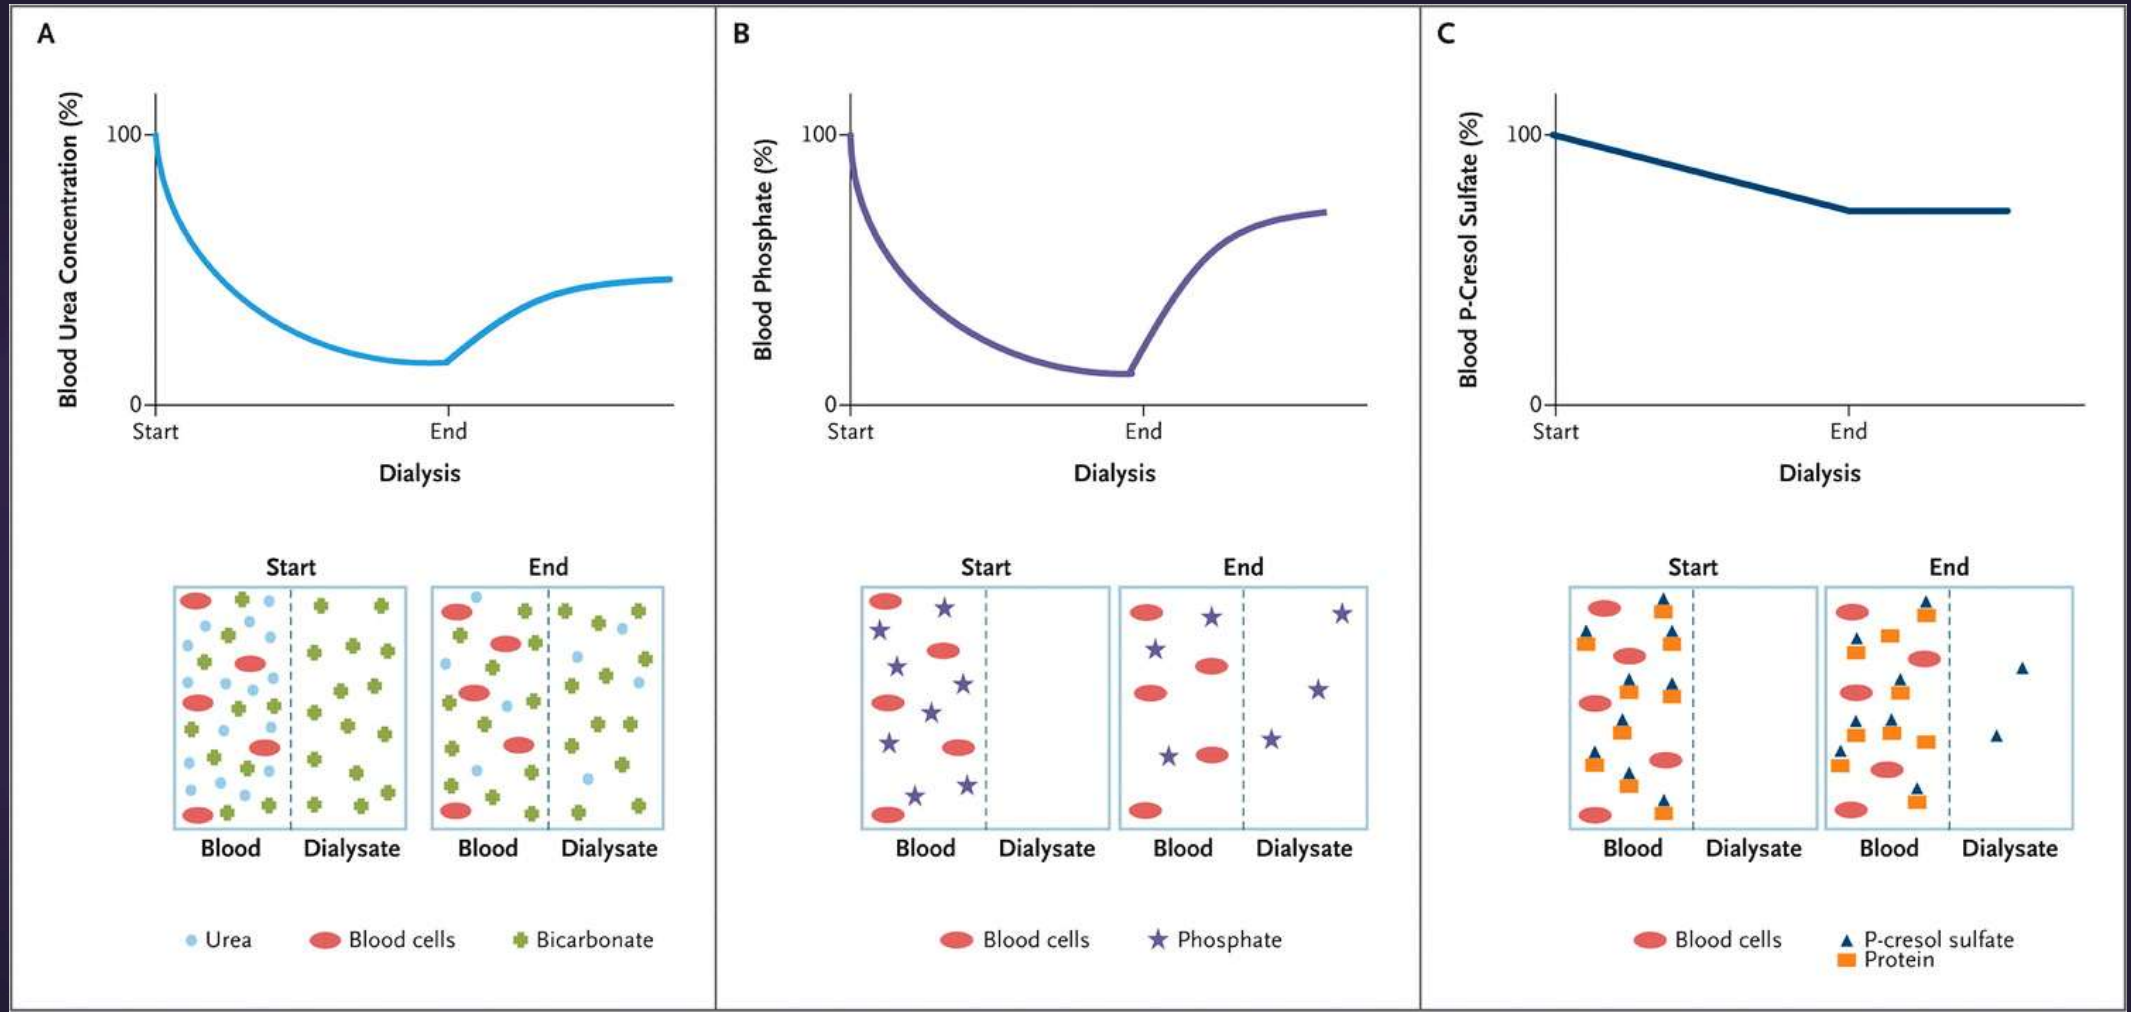 A
Blood Urea Concentration (%)
100
0
Start
End
Dialysis
Start
End
Blood
Dialysate
Blood
Dialysate
Urea
Blood cells
Bicarbonate
B
Blood Phosphate (%)
100
0
Start
End
Dialysis
Start
End
Blood
Dialysate
Blood
Dialysate
Blood cells
Phosphate
C
Blood P-Cresol Sulfate (%)
100
0
Start
End
Dialysis
Start
End
Blood
Dialysate
Blood
Dialysate
Blood cells
P-cresol sulfate
Protein